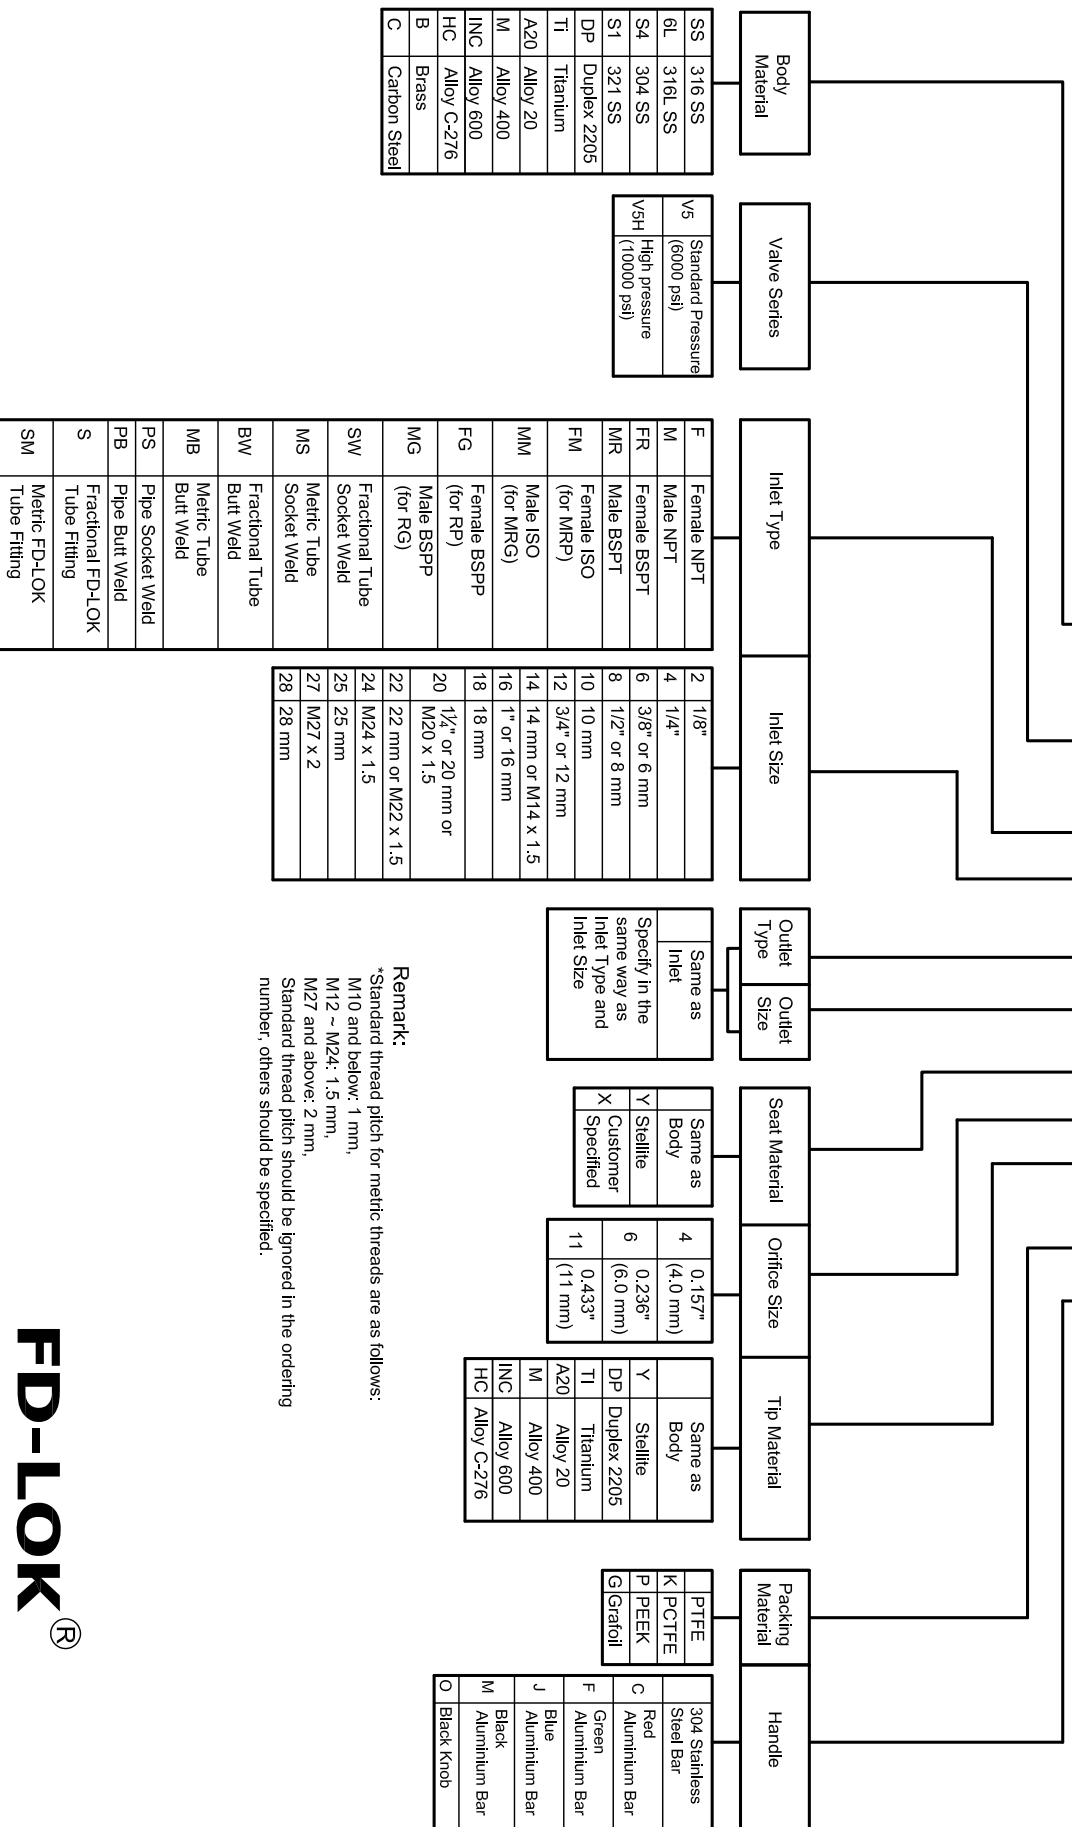 Body
Material
SS 316 SS
6L 316L SS
S4 304 SS
S1 321 SS
DP Duplex 2205
Ti Titanium
A20 Alloy 20
M Alloy 400
INC Alloy 600
HC Alloy C-276
B Brass
C Carbon Steel
Valve Series
V5 Standard Pressure
(6000 psi)
V5H High pressure
(10000 psi)
Inlet Type
F Female NPT
M Male NPT
FR Female BSPT
MR Male BSPT
FM Female ISO
(for MRP)
MM Male ISO
(for MRG)
FG Female BSPP
(for RP)
MG Male BSPP
(for RG)
SW Fractional Tube
Socket Weld
MS Metric Tube
Socket Weld
BW Fractional Tube
Butt Weld
MB Metric Tube
Butt Weld
PS Pipe Socket Weld
PB Pipe Butt Weld
S Fractional FD-LOK
Tube Fitting
SM Metric FD-LOK
Tube Fitting
Inlet Size
2 1/8"
4 1/4"
6 3/8" or 6 mm
8 1/2" or 8 mm
10 10 mm
12 3/4" or 12 mm
14 14 mm or M14 x 1.5
16 1" or 16 mm
18 18 mm
20 1¼" or 20 mm or
M20 x 1.5
22 22 mm or M22 x 1.5
24 M24 x 1.5
25 25 mm
27 M27 x 2
28 28 mm
Outlet
Type
Outlet
Size
Same as
Inlet
Specify in the
same way as
Inlet Type and
Inlet Size
Seat Material
Same as
Body
Y Stellite
X Customer
Specified
Orifice Size
4 0.157"
(4.0 mm)
6 0.236"
(6.0 mm)
11 0.433"
(11 mm)
Tip Material
Same as
Body
Y Stellite
DP Duplex 2205
TI Titanium
A20 Alloy 20
M Alloy 400
INC Alloy 600
HC Alloy C-276
Packing
Material
PTFE
K PCTFE
P PEEK
G Grafoil
Handle
304 Stainless
Steel Bar
C Red
Aluminium Bar
F Green
Aluminium Bar
J Blue
Aluminium Bar
M Black
Aluminium Bar
O Black Knob
Remark:
*Standard thread pitch for metric threads are as follows:
M10 and below: 1 mm,
M12 ~ M24: 1.5 mm,
M27 and above: 2 mm,
Standard thread pitch should be ignored in the ordering
number, others should be specified.
FD-LOK®